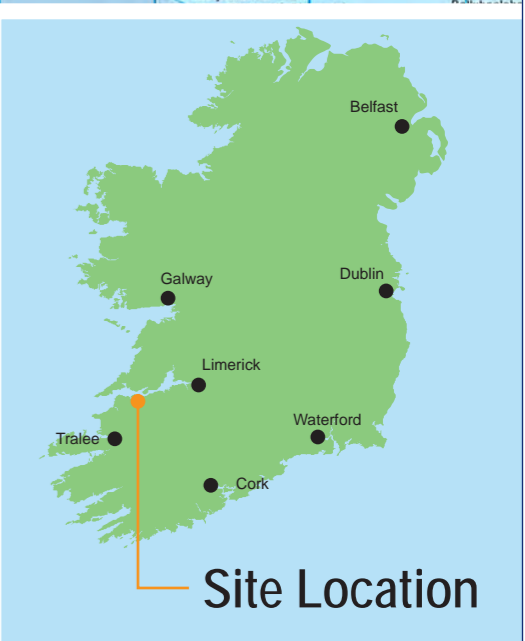 Belfast
Dublin
Galway
Limerick
Waterford
Tralee
Cork
Site Location